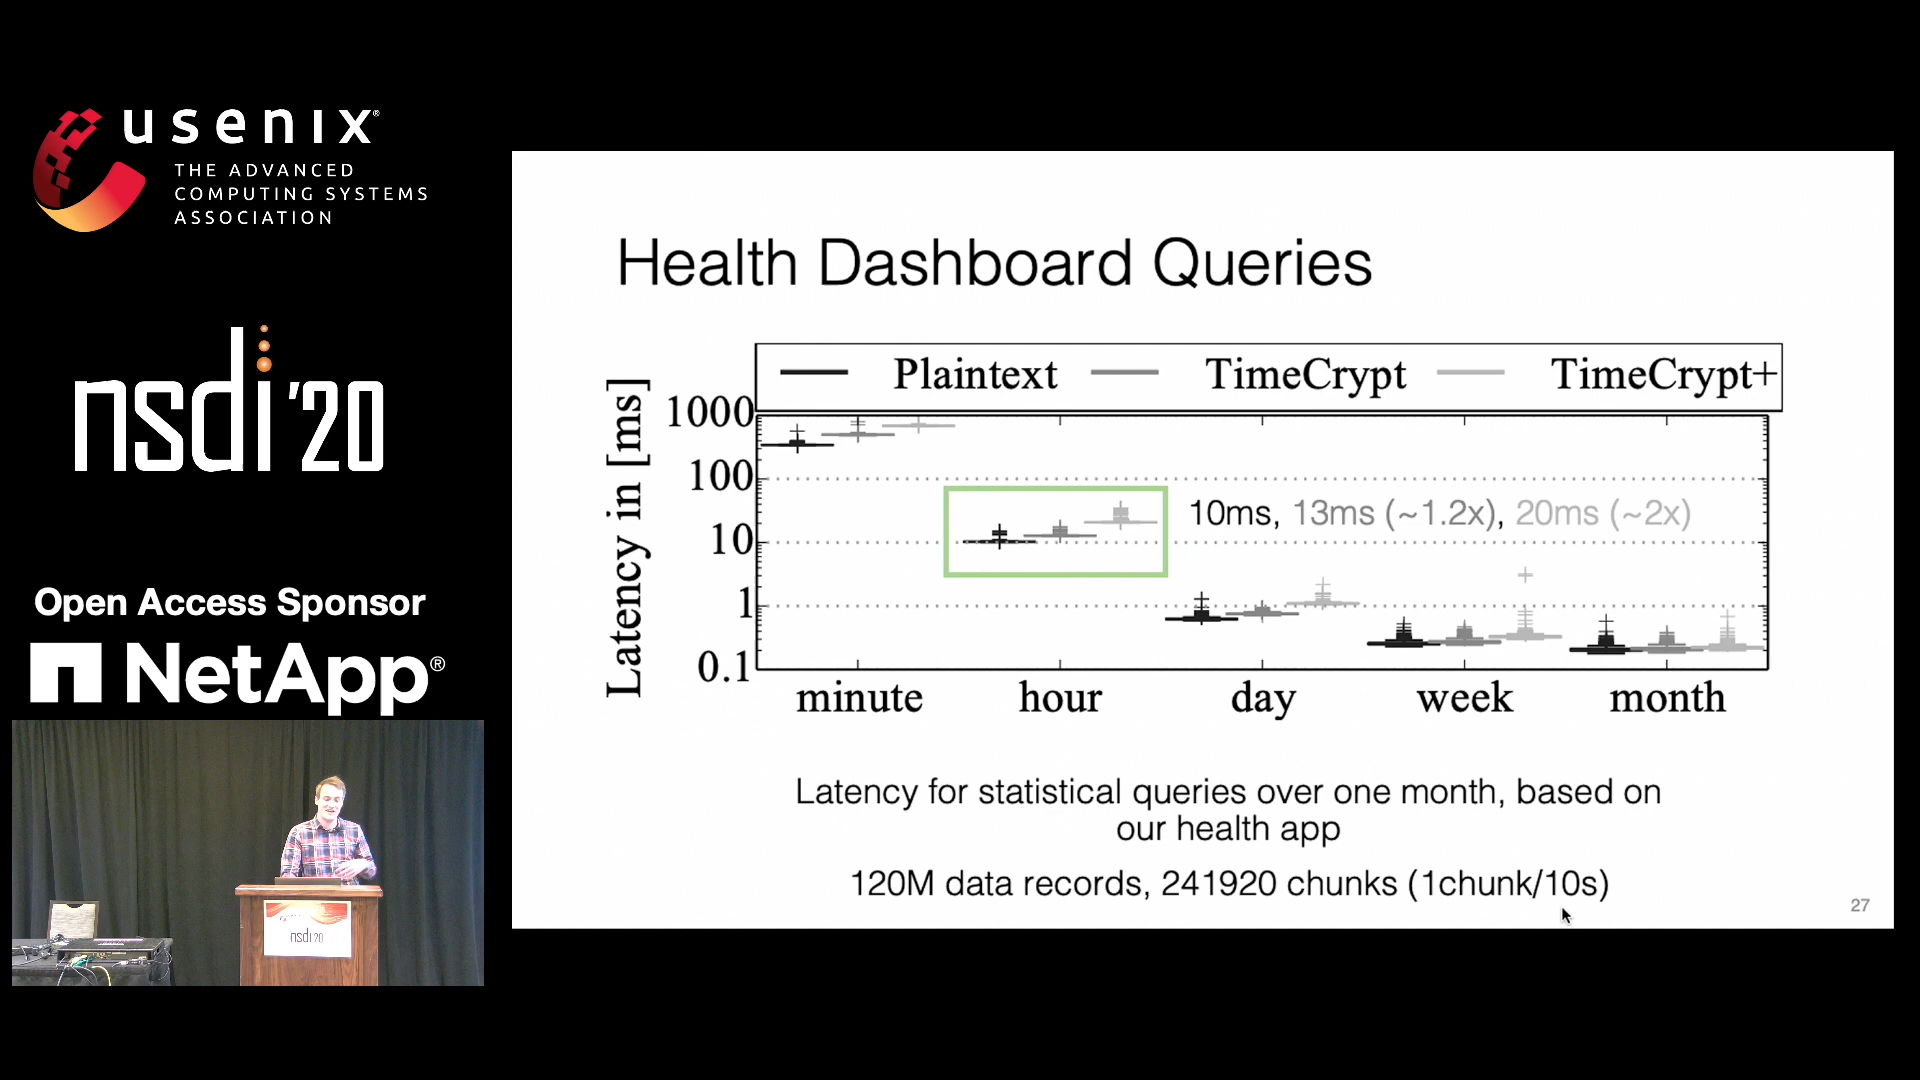 usenix®
THE ADVANCED
COMPUTING SYSTEMS
ASSOCIATION
nsdi '20
Open Access Sponsor
NetApp®
nsdi 20
Health Dashboard Queries
Plaintext TimeCrypt TimeCrypt+
Latency in [ms]
1000
100
10
1
0.1
10ms, 13ms (~1.2x), 20ms (~2x)
minute hour day week month
Latency for statistical queries over one month, based on
our health app
120M data records, 241920 chunks (1chunk/10s)
27